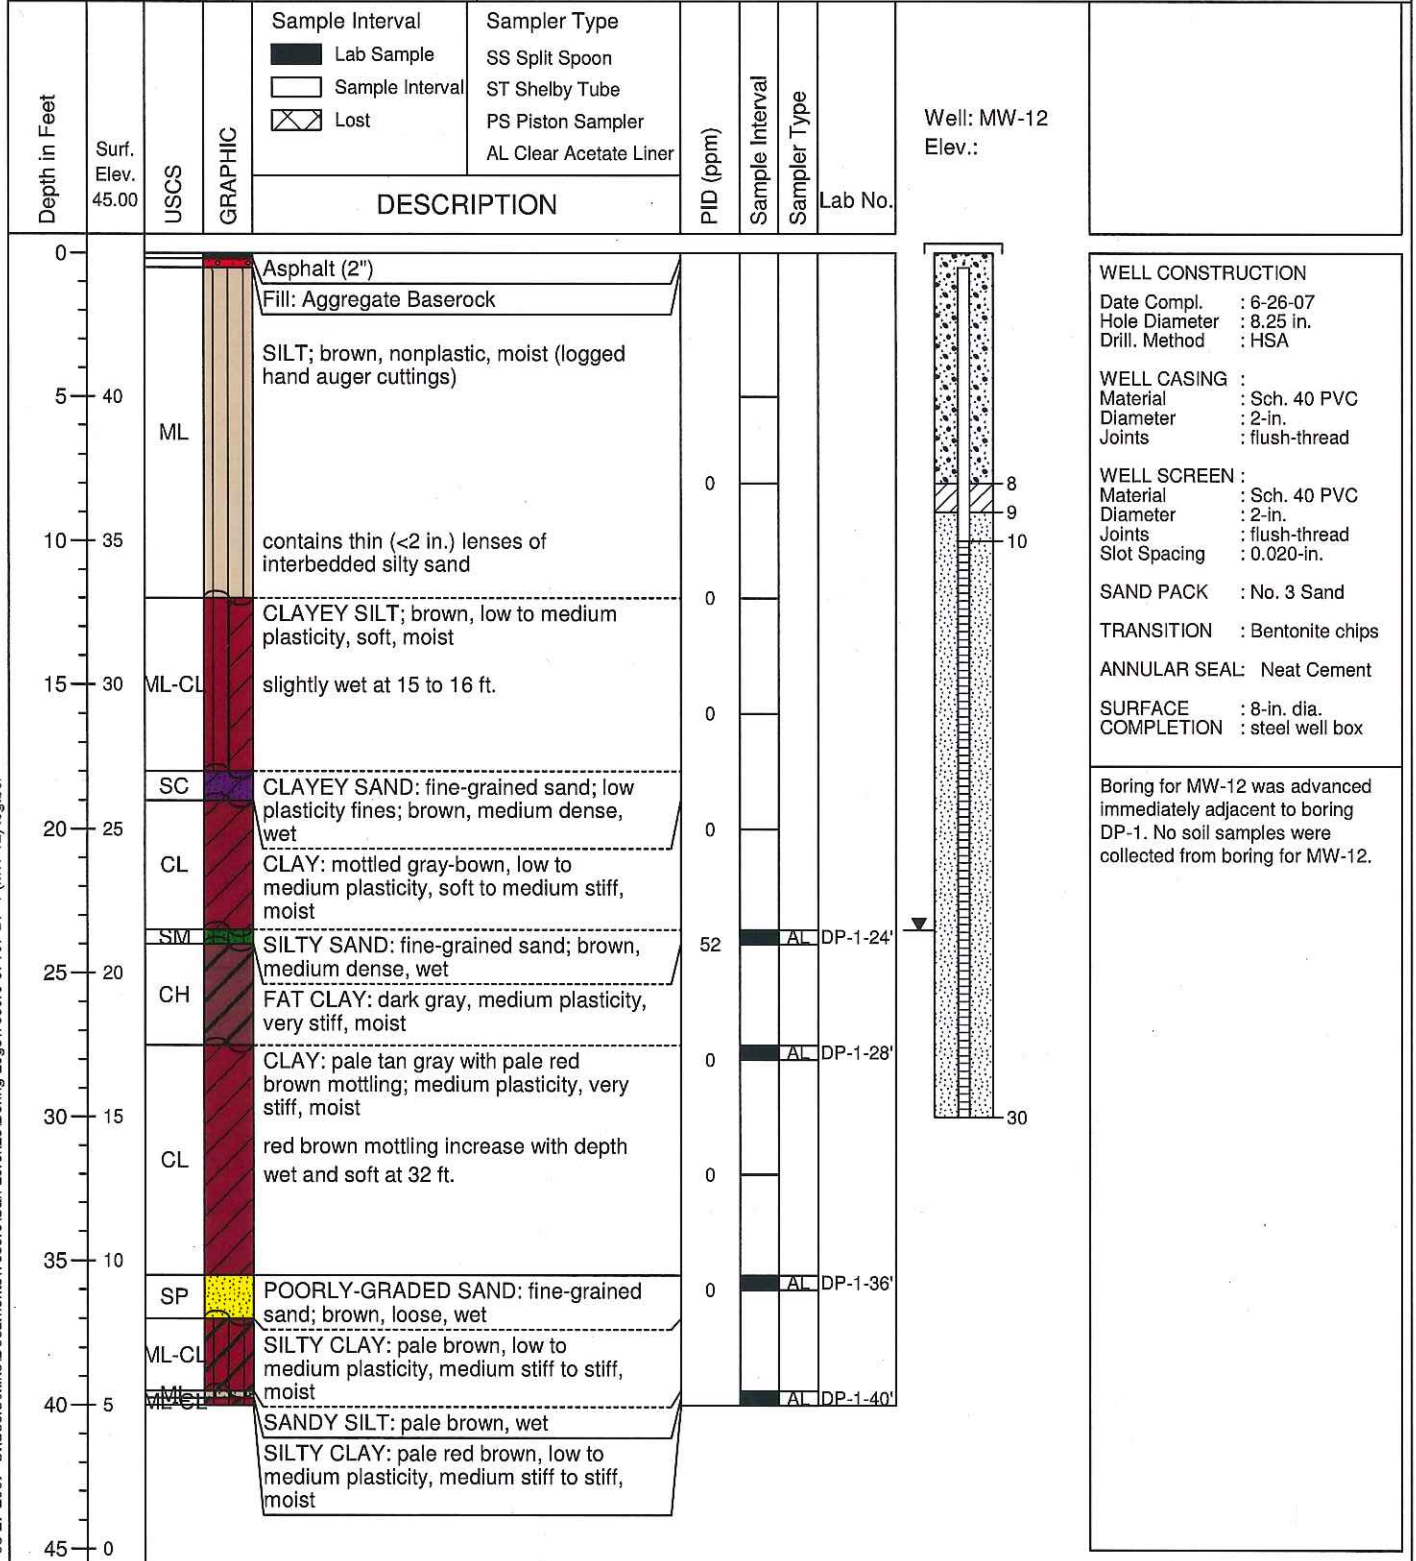 Depth in Feet
Surf.
Elev.
45.00
USCS
GRAPHIC
Sample Interval
Lab Sample
Sample Interval
Lost
Sampler Type
SS Split Spoon
ST Shelby Tube
PS Piston Sampler
AL Clear Acetate Liner
DESCRIPTION
PID (ppm)
Sample Interval
Sampler Type
Lab No.
Well: MW-12
Elev.:
0
Asphalt (2")
Fill: Aggregate Baserock
SILT; brown, nonplastic, moist (logged
hand auger cuttings)
5 40
ML
0
8
9
10 35
10
contains thin (<2 in.) lenses of
interbedded silty sand
0
CLAYEY SILT; brown, low to medium
plasticity, soft, moist
15 30
ML-CL
slightly wet at 15 to 16 ft.
0
SC
CLAYEY SAND: fine-grained sand; low
plasticity fines; brown, medium dense,
wet
20 25
0
CL
CLAY: mottled gray-bown, low to
medium plasticity, soft to medium stiff,
moist
SM
SILTY SAND: fine-grained sand; brown,
medium dense, wet
52
AL DP-1-24'
25 20
CH
FAT CLAY: dark gray, medium plasticity,
very stiff, moist
0
AL DP-1-28'
CLAY: pale tan gray with pale red
brown mottling; medium plasticity, very
stiff, moist
30 15
30
CL
red brown mottling increase with depth
wet and soft at 32 ft.
0
35 10
SP
POORLY-GRADED SAND: fine-grained
sand; brown, loose, wet
0
AL DP-1-36'
ML-CL
SILTY CLAY: pale brown, low to
medium plasticity, medium stiff to stiff,
moist
ML
ML-CL
40 5
AL DP-1-40'
SANDY SILT: pale brown, wet
SILTY CLAY: pale red brown, low to
medium plasticity, medium stiff to stiff,
moist
45 0
WELL CONSTRUCTION
Date Compl. : 6-26-07
Hole Diameter : 8.25 in.
Drill. Method : HSA
WELL CASING :
Material : Sch. 40 PVC
Diameter : 2-in.
Joints : flush-thread
WELL SCREEN :
Material : Sch. 40 PVC
Diameter : 2-in.
Joints : flush-thread
Slot Spacing : 0.020-in.
SAND PACK : No. 3 Sand
TRANSITION : Bentonite chips
ANNULAR SEAL: Neat Cement
SURFACE : 8-in. dia.
COMPLETION : steel well box
Boring for MW-12 was advanced
immediately adjacent to boring
DP-1. No soil samples were
collected from boring for MW-12.